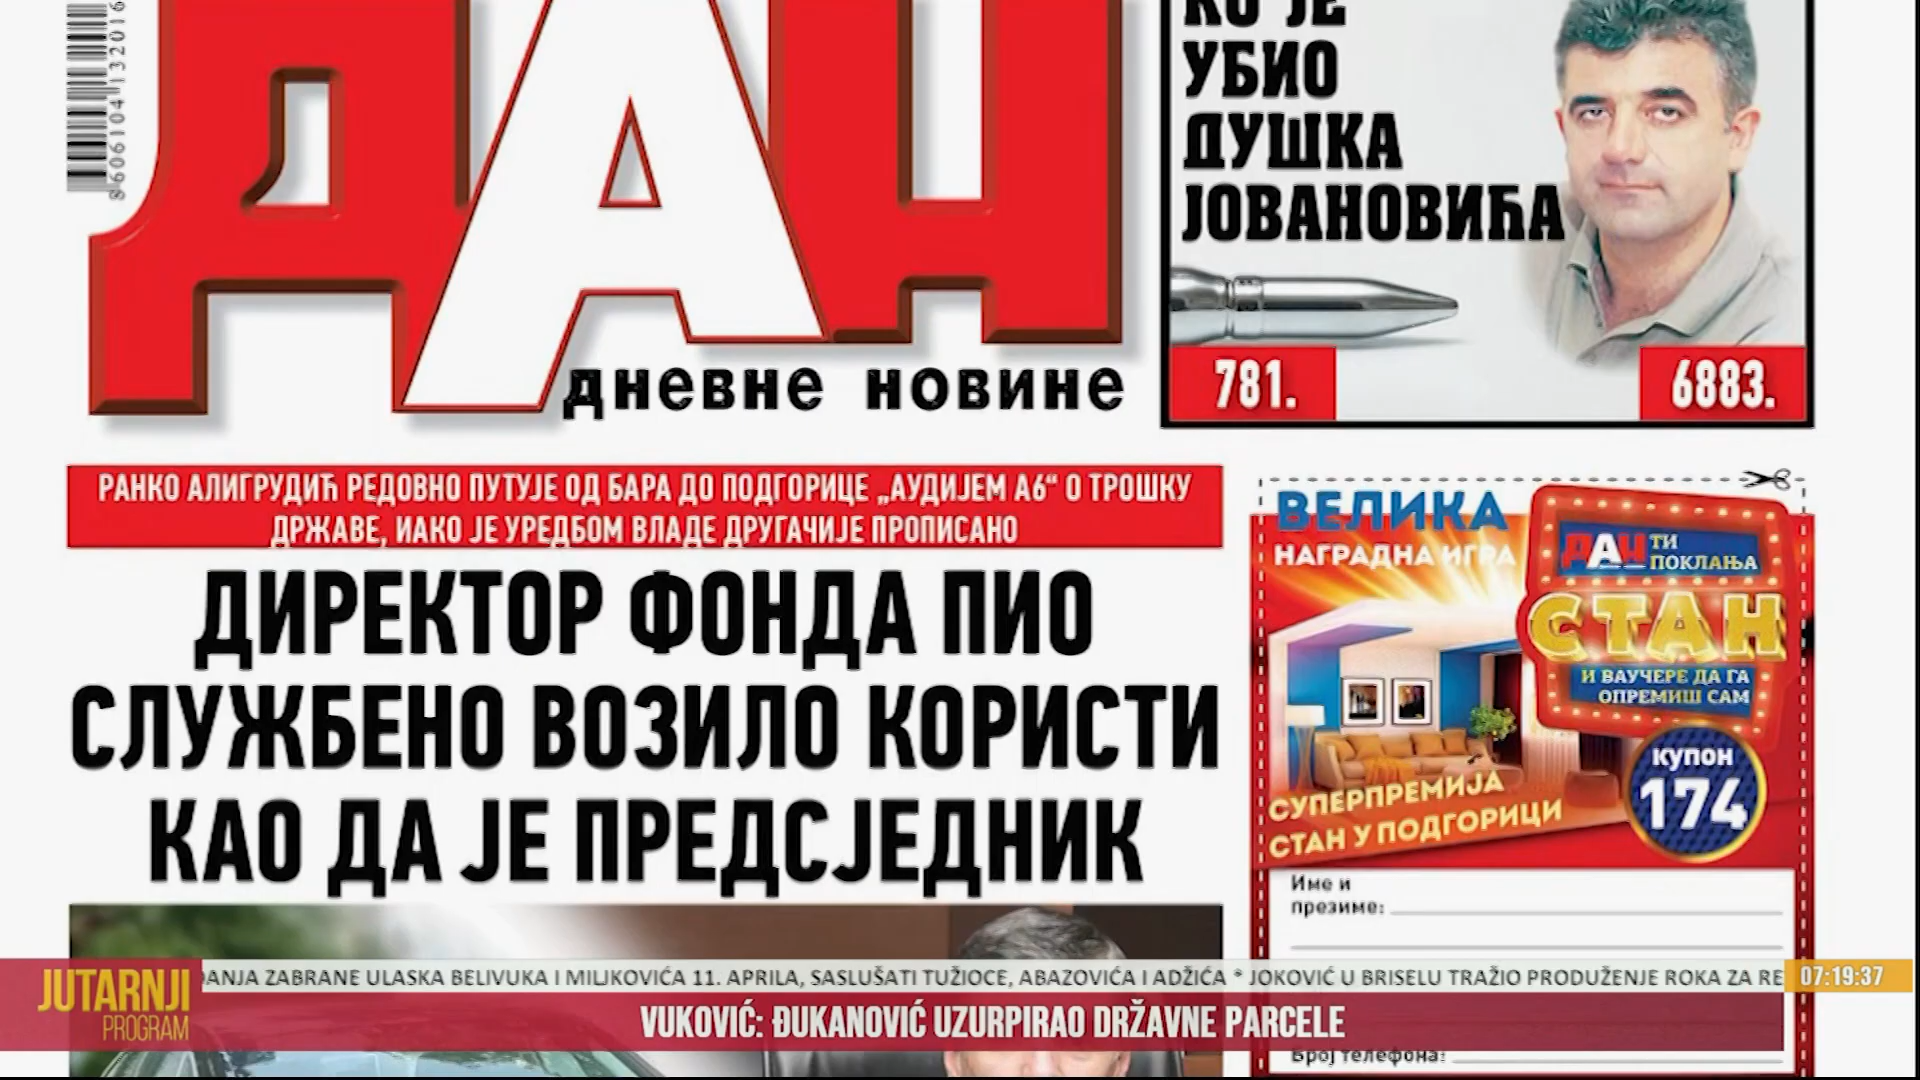 8606104132016
ДАН
дневне новине
КО ЈЕ
УБИО
ДУШКА
ЈОВАНОВИЋА
781.
6883.
РАНКО АЛИГРУДИЋ РЕДОВНО ПУТУЈЕ ОД БАРА ДО ПОДГОРИЦЕ „АУДИЈЕМ А6“ О ТРОШКУ
ДРЖАВЕ, ИАКО ЈЕ УРЕДБОМ ВЛАДЕ ДРУГАЧИЈЕ ПРОПИСАНО
ДИРЕКТОР ФОНДА ПИО
СЛУЖБЕНО ВОЗИЛО КОРИСТИ
КАО ДА ЈЕ ПРЕДСЈЕДНИК
ВЕЛИКА
НАГРАДНА ИГРА
ДАН ТИ
ПОКЛАЊА
СТАН
И ВАУЧЕРЕ ДА ГА
ОПРЕМИШ САМ
КУПОН
174
СУПЕРПРЕМИЈА
СТАН У ПОДГОРИЦИ
Име и
презиме:
Број телефона:
JUTARNJI
PROGRAM
DANJA ZABRANE ULASKA BELIVUKA I MILJKOVIĆA 11. APRILA, SASLUŠATI TUŽIOCE, ABAZOVIĆA I ADŽIĆA * JOKOVIĆ U BRISELU TRAŽIO PRODUŽENJE ROKA ZA RE
07:19:37
VUKOVIĆ: ĐUKANOVIĆ UZURPIRAO DRŽAVNE PARCELE